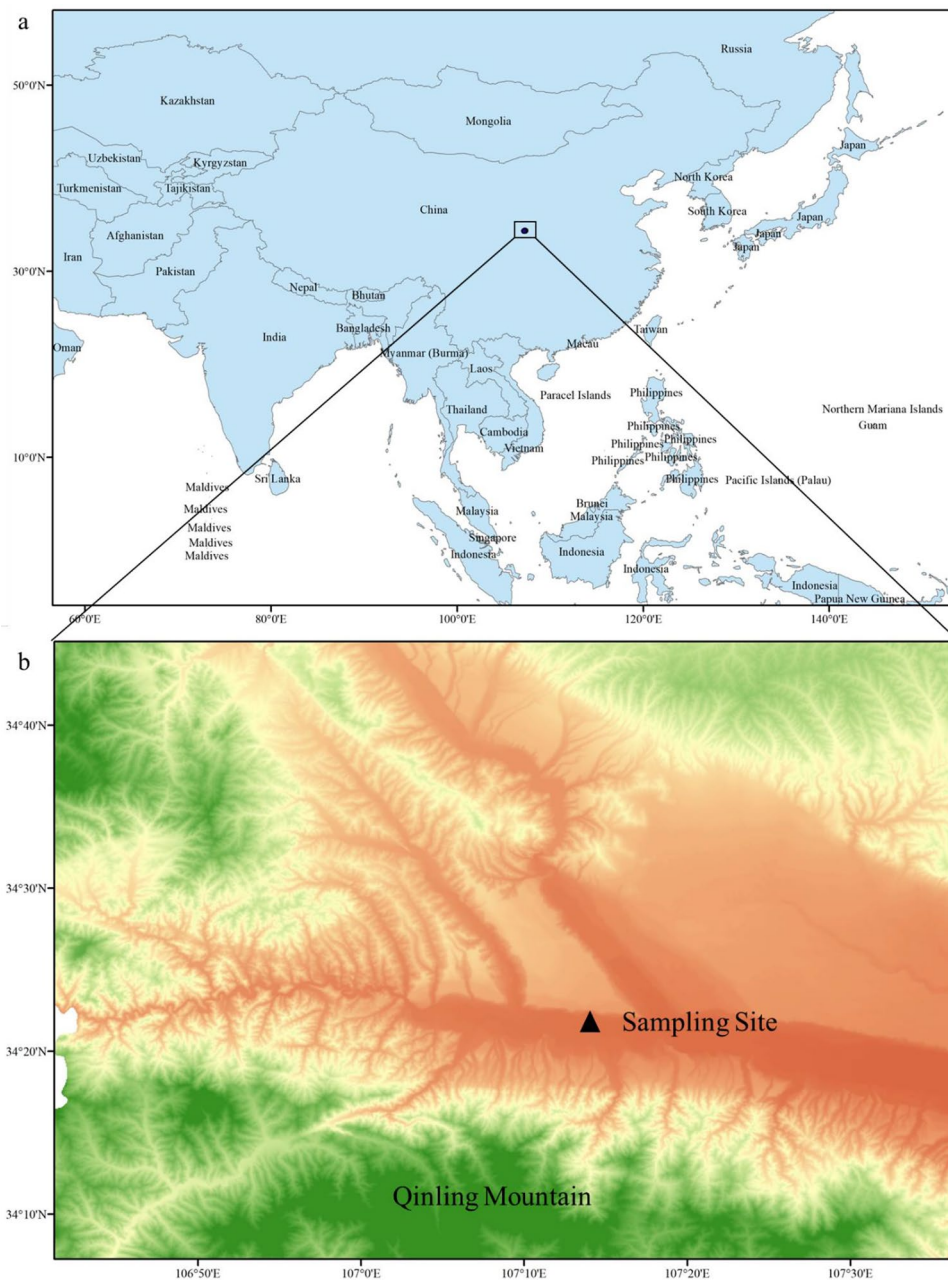 a
Russia
50°0'N
Kazakhstan
Mongolia
Japan
Uzbekistan
Kyrgyzstan
North Korea
Turkmenistan
Tajikistan
South Korea
China
Japan
Afghanistan
Japan
Japan
Iran
Pakistan
30°0'N
Nepal
Bhutan
Bangladesh
Taiwan
India
Macau
Oman
Myanmar (Burma)
Laos
Paracel Islands
Philippines
Thailand
Northern Mariana Islands
Guam
Philippines
Cambodia
Philippines
Philippines
Vietnam
10°0'N
Philippines
Philippines
Sri Lanka
Philippines
Pacific Islands (Palau)
Maldives
Brunei
Maldives
Malaysia
Malaysia
Maldives
Singapore
Maldives
Indonesia
Indonesia
Maldives
Indonesia
Indonesia
Papua New Guinea
60°0'E
80°0'E
100°0'E
120°0'E
140°0'E
b
34°40'N
34°30'N
Sampling Site
34°20'N
Qinling Mountain
34°10'N
106°50'E
107°0'E
107°10'E
107°20'E
107°30'E